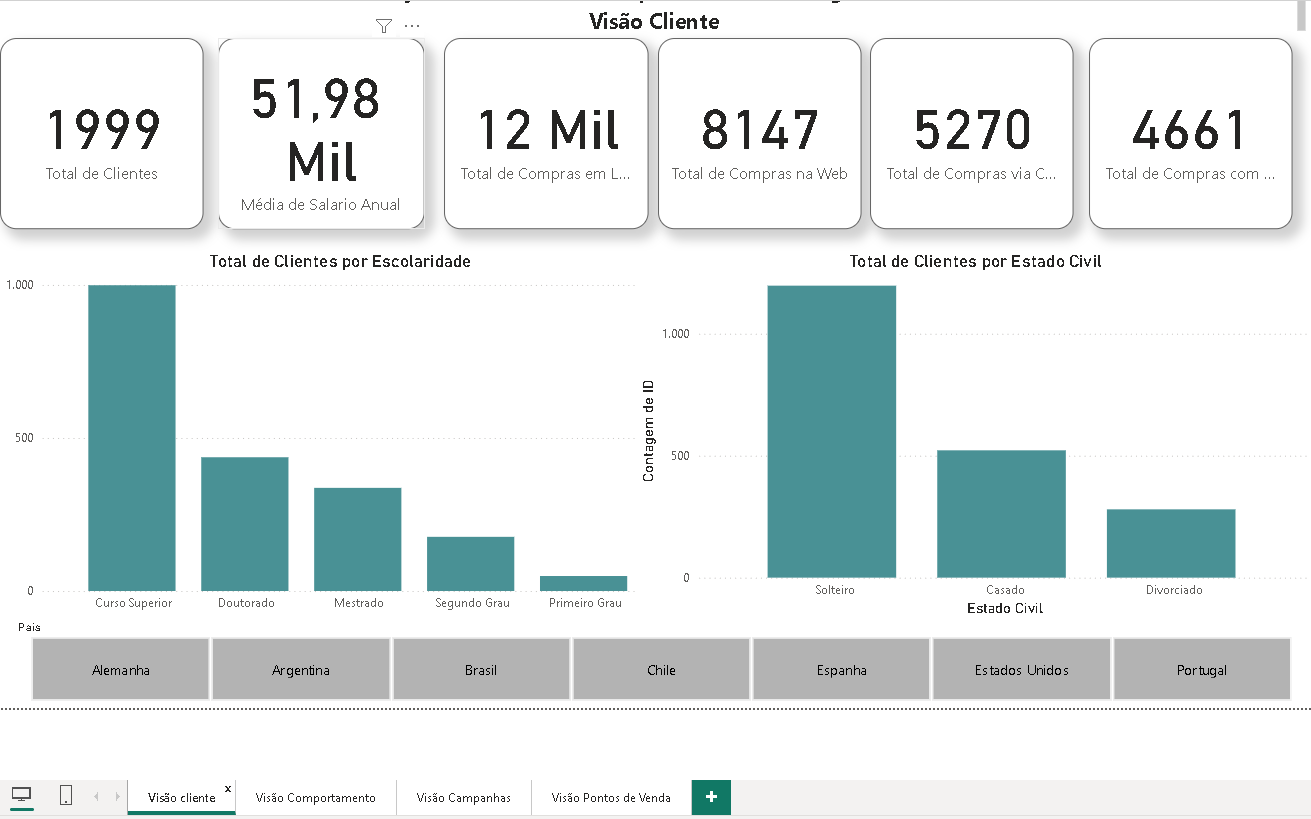 Visão Cliente
1999
Total de Clientes
51,98
Mil
Média de Salario Anual
12 Mil
Total de Compras em L...
8147
Total de Compras na Web
5270
Total de Compras via C...
4661
Total de Compras com ...
Total de Clientes por Escolaridade
1.000
500
0
Curso Superior
Doutorado
Mestrado
Segundo Grau
Primeiro Grau
Total de Clientes por Estado Civil
Contagem de ID
1.000
500
0
Solteiro
Casado
Divorciado
Estado Civil
Pais
Alemanha
Argentina
Brasil
Chile
Espanha
Estados Unidos
Portugal
Visão cliente
x
Visão Comportamento
Visão Campanhas
Visão Pontos de Venda
+